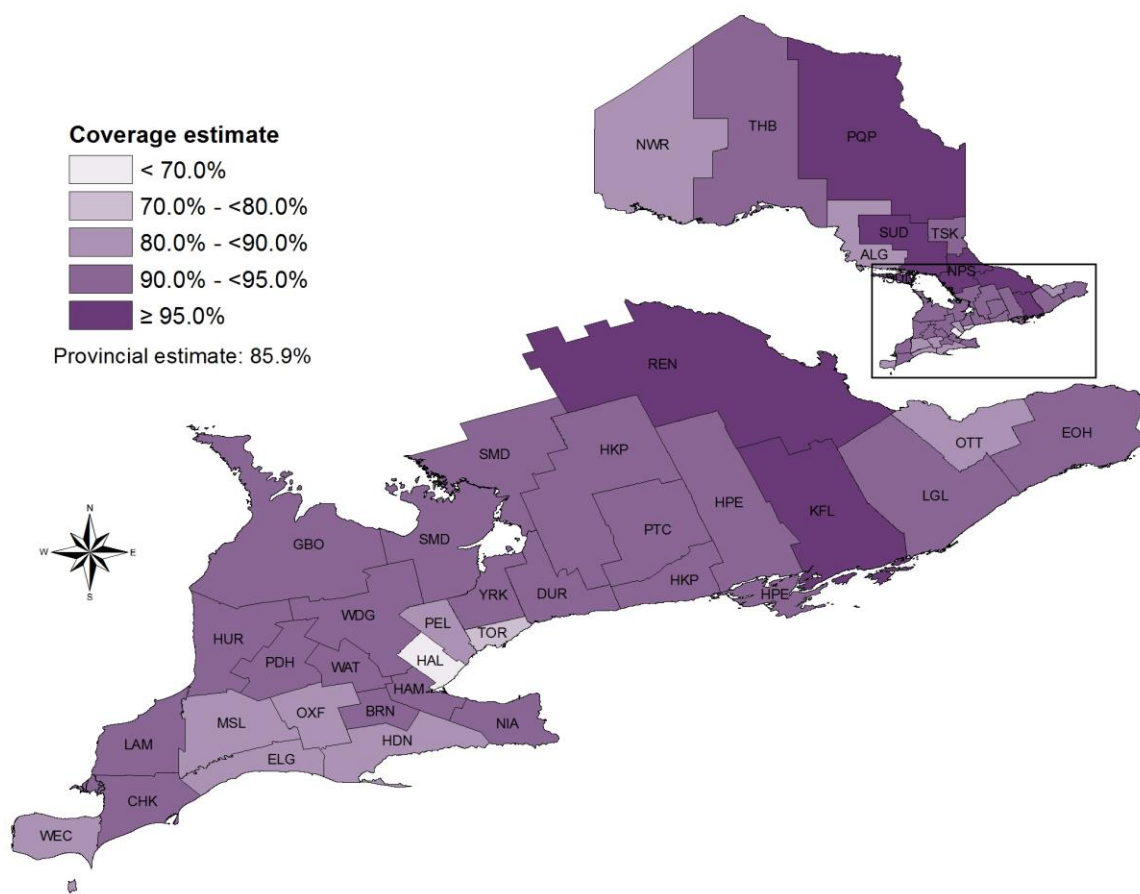 Coverage estimate
< 70.0%
70.0% - <80.0%
80.0% - <90.0%
90.0% - <95.0%
≥ 95.0%
Provincial estimate: 85.9%
NWR
THB
PQP
SUD
TSK
ALG
NPS
SUD
REN
SMD
HKP
OTT
EOH
LGL
HPE
KFL
PTC
GBO
SMD
HKP
HPE
YRK
DUR
WDG
PEL
TOR
HUR
PDH
WAT
HAL
HAM
BRN
NIA
MSL
OXF
HDN
LAM
ELG
CHK
WEC
N
W
E
S